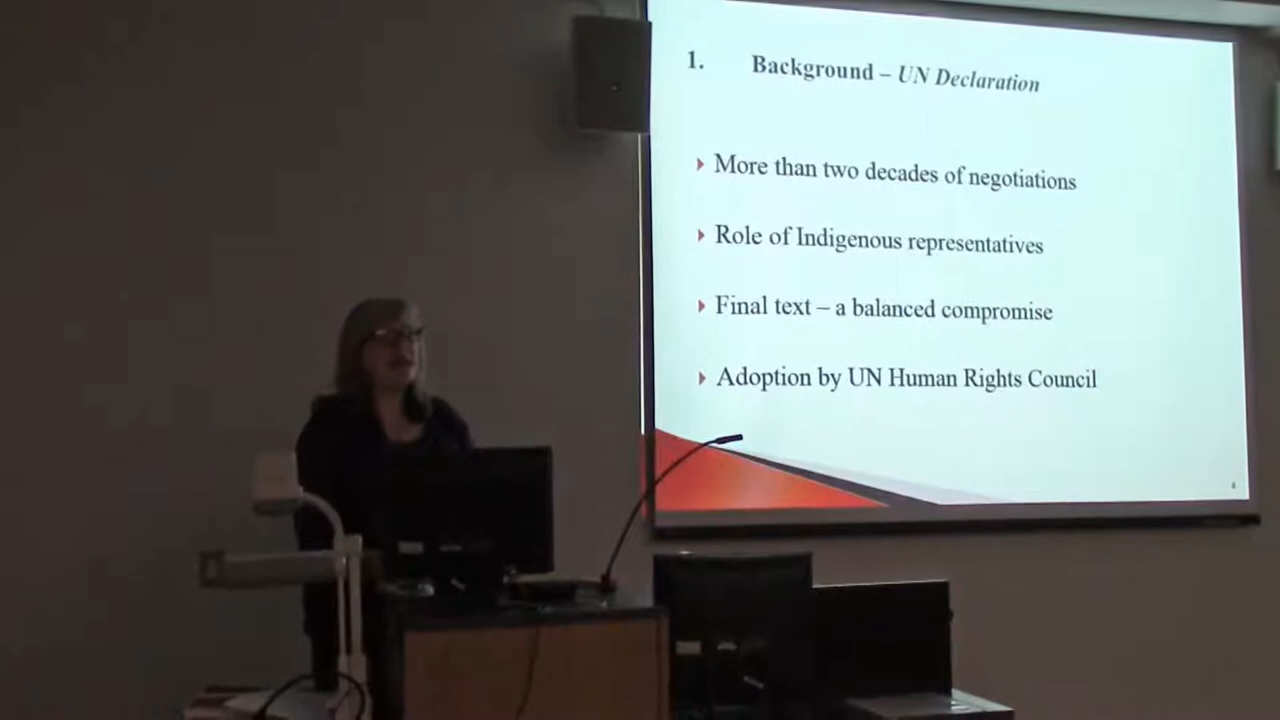 1. Background – UN Declaration
More than two decades of negotiations
Role of Indigenous representatives
Final text – a balanced compromise
Adoption by UN Human Rights Council